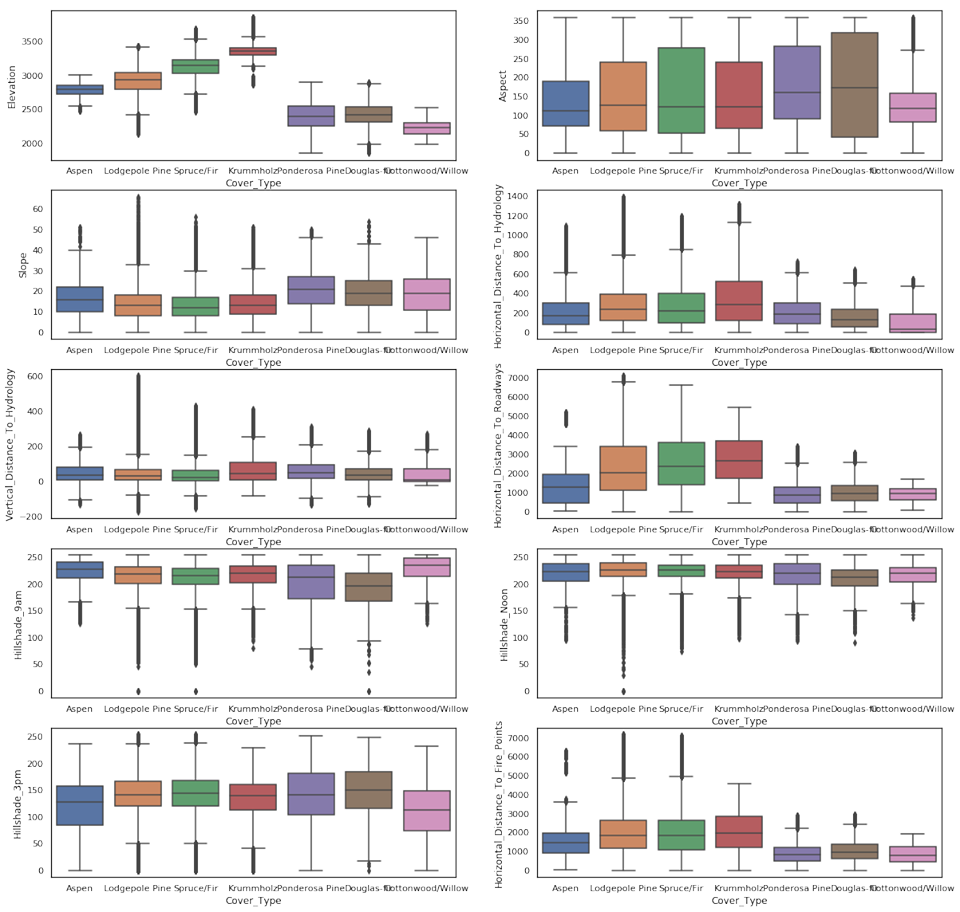 Elevation
3500
3000
2500
2000
Aspen Lodgepole Pine Spruce/Fir Krummholz Ponderosa Pine Douglas-fir Cottonwood/Willow
Cover_Type
Aspect
350
300
250
200
150
100
50
0
Aspen Lodgepole Pine Spruce/Fir Krummholz Ponderosa Pine Douglas-fir Cottonwood/Willow
Cover_Type
Slope
60
50
40
30
20
10
0
Aspen Lodgepole Pine Spruce/Fir Krummholz Ponderosa Pine Douglas-fir Cottonwood/Willow
Cover_Type
Horizontal_Distance_To_Hydrology
1400
1200
1000
800
600
400
200
0
Aspen Lodgepole Pine Spruce/Fir Krummholz Ponderosa Pine Douglas-fir Cottonwood/Willow
Cover_Type
Vertical_Distance_To_Hydrology
600
400
200
0
−200
Aspen Lodgepole Pine Spruce/Fir Krummholz Ponderosa Pine Douglas-fir Cottonwood/Willow
Cover_Type
Horizontal_Distance_To_Roadways
7000
6000
5000
4000
3000
2000
1000
0
Aspen Lodgepole Pine Spruce/Fir Krummholz Ponderosa Pine Douglas-fir Cottonwood/Willow
Cover_Type
Hillshade_9am
250
200
150
100
50
0
Aspen Lodgepole Pine Spruce/Fir Krummholz Ponderosa Pine Douglas-fir Cottonwood/Willow
Cover_Type
Hillshade_Noon
250
200
150
100
50
0
Aspen Lodgepole Pine Spruce/Fir Krummholz Ponderosa Pine Douglas-fir Cottonwood/Willow
Cover_Type
Hillshade_3pm
250
200
150
100
50
0
Aspen Lodgepole Pine Spruce/Fir Krummholz Ponderosa Pine Douglas-fir Cottonwood/Willow
Cover_Type
Horizontal_Distance_To_Fire_Points
7000
6000
5000
4000
3000
2000
1000
0
Aspen Lodgepole Pine Spruce/Fir Krummholz Ponderosa Pine Douglas-fir Cottonwood/Willow
Cover_Type